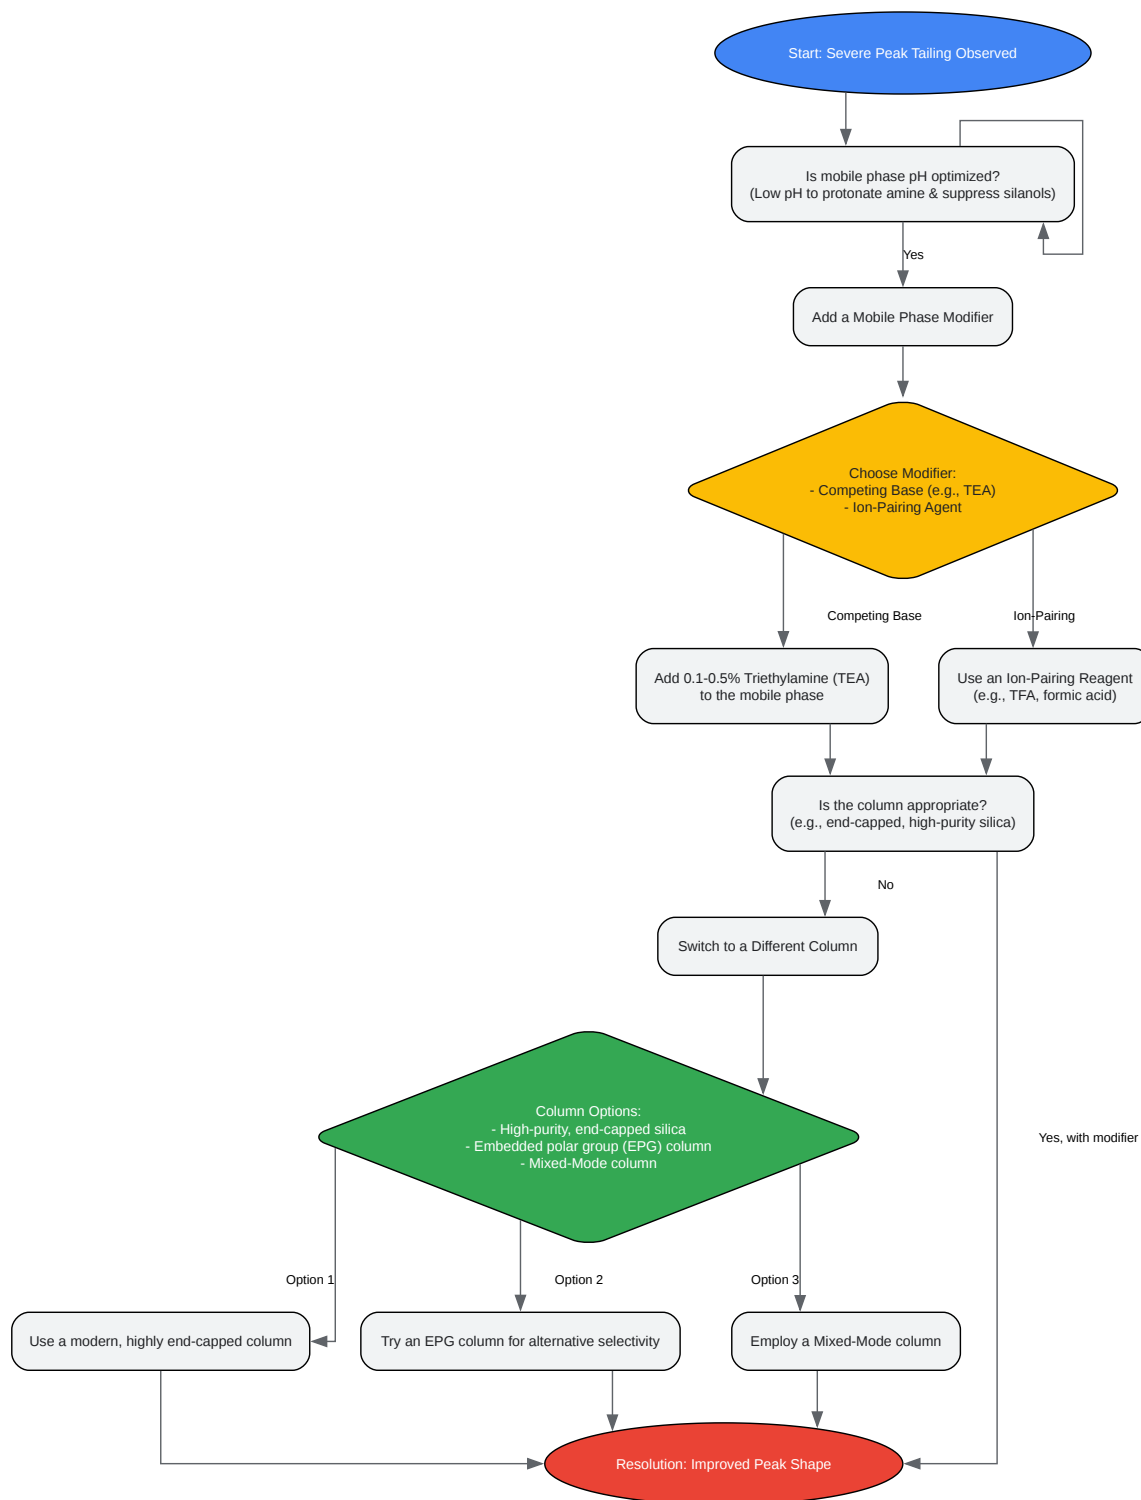 Start: Severe Peak Tailing Observed
Is mobile phase pH optimized?
(Low pH to protonate amine & suppress silanols)
Yes
Add a Mobile Phase Modifier
Choose Modifier:
- Competing Base (e.g., TEA)
- Ion-Pairing Agent
Competing Base
Ion-Pairing
Add 0.1-0.5% Triethylamine (TEA)
to the mobile phase
Use an Ion-Pairing Reagent
(e.g., TFA, formic acid)
Is the column appropriate?
(e.g., end-capped, high-purity silica)
No
Switch to a Different Column
Column Options:
- High-purity, end-capped silica
- Embedded polar group (EPG) column
- Mixed-Mode column
Yes, with modifier
Option 1
Option 2
Option 3
Use a modern, highly end-capped column
Try an EPG column for alternative selectivity
Employ a Mixed-Mode column
Resolution: Improved Peak Shape